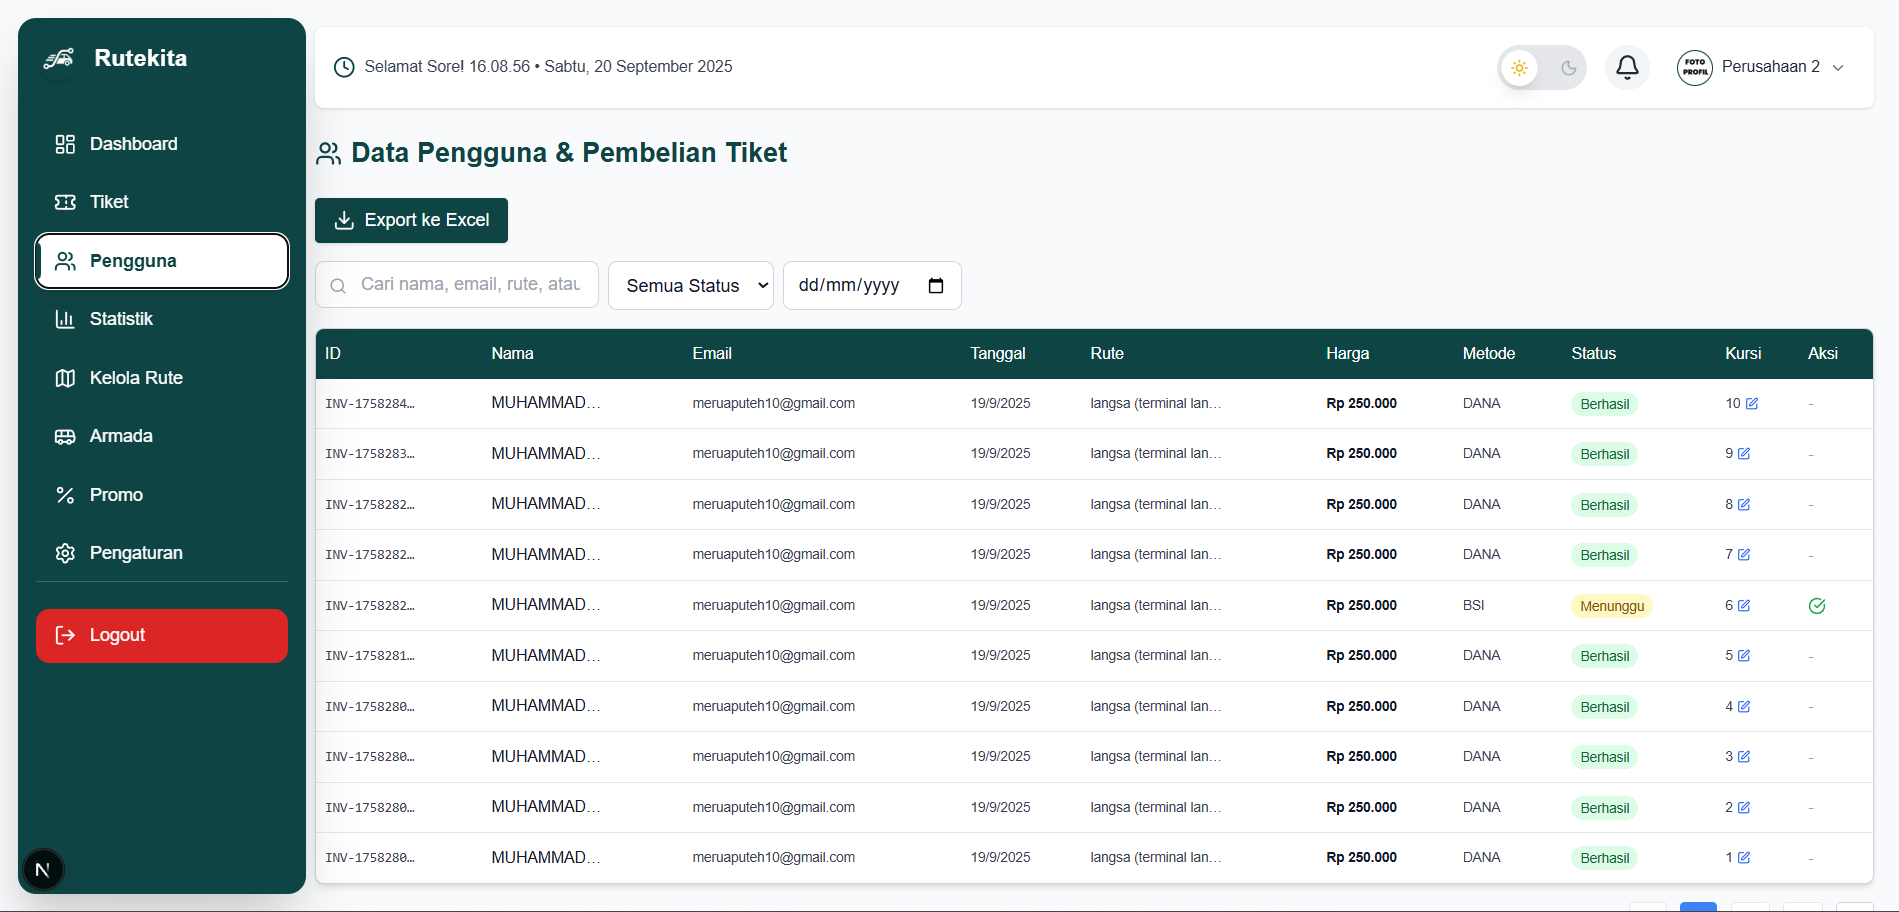 Rutekita
Dashboard
Tiket
Pengguna
Statistik
Kelola Rute
Armada
Promo
Pengaturan
Logout
N
Selamat Sore! 16.08.56 • Sabtu, 20 September 2025
FOTO
PROFIL
Perusahaan 2
Data Pengguna & Pembelian Tiket
Export ke Excel
Cari nama, email, rute, atau
Semua Status
dd/mm/yyyy
ID Nama Email Tanggal Rute Harga Metode Status Kursi Aksi
INV-1758284… MUHAMMAD… meruaputeh10@gmail.com 19/9/2025 langsa (terminal lan… Rp 250.000 DANA Berhasil 10 -
INV-1758283… MUHAMMAD… meruaputeh10@gmail.com 19/9/2025 langsa (terminal lan… Rp 250.000 DANA Berhasil 9 -
INV-1758282… MUHAMMAD… meruaputeh10@gmail.com 19/9/2025 langsa (terminal lan… Rp 250.000 DANA Berhasil 8 -
INV-1758282… MUHAMMAD… meruaputeh10@gmail.com 19/9/2025 langsa (terminal lan… Rp 250.000 DANA Berhasil 7 -
INV-1758282… MUHAMMAD… meruaputeh10@gmail.com 19/9/2025 langsa (terminal lan… Rp 250.000 BSI Menunggu 6
INV-1758281… MUHAMMAD… meruaputeh10@gmail.com 19/9/2025 langsa (terminal lan… Rp 250.000 DANA Berhasil 5 -
INV-1758280… MUHAMMAD… meruaputeh10@gmail.com 19/9/2025 langsa (terminal lan… Rp 250.000 DANA Berhasil 4 -
INV-1758280… MUHAMMAD… meruaputeh10@gmail.com 19/9/2025 langsa (terminal lan… Rp 250.000 DANA Berhasil 3 -
INV-1758280… MUHAMMAD… meruaputeh10@gmail.com 19/9/2025 langsa (terminal lan… Rp 250.000 DANA Berhasil 2 -
INV-1758280… MUHAMMAD… meruaputeh10@gmail.com 19/9/2025 langsa (terminal lan… Rp 250.000 DANA Berhasil 1 -